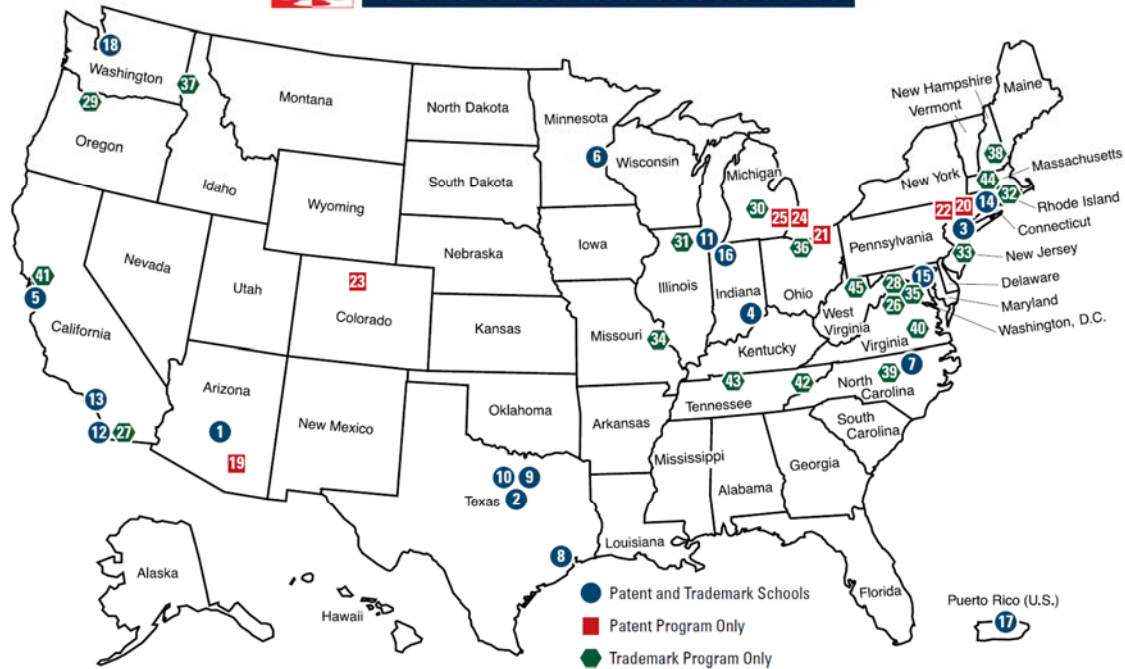 18
Washington
37
29
Oregon
Montana
Idaho
Wyoming
North Dakota
South Dakota
Nebraska
Kansas
Minnesota
6
Wisconsin
Iowa
Michigan
30
25
24
21
36
31
11
16
Illinois
Indiana
4
Ohio
Missouri
34
Kentucky
New Hampshire
Vermont
Maine
38
Massachusetts
New York
44
32
Rhode Island
22
20
14
Connecticut
3
Pennsylvania
33
New Jersey
Delaware
Maryland
Washington, D.C.
15
28
35
26
45
West
Virginia
40
Virginia
41
5
California
Nevada
Utah
23
Colorado
13
12
27
Arizona
1
19
New Mexico
Oklahoma
Arkansas
43
42
Tennessee
39
7
North
Carolina
South
Carolina
Mississippi
Alabama
Georgia
10
9
Texas
2
8
Louisiana
Florida
Alaska
Hawaii
Puerto Rico (U.S.)
17
Patent and Trademark Schools
Patent Program Only
Trademark Program Only